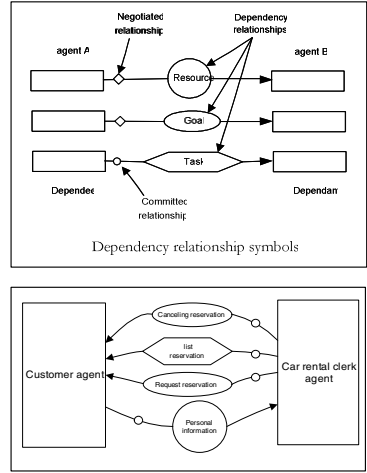 Negotiated
relationship
Dependency
relationships
agent A
agent B
Resource
Goal
Task
Dependee
Dependant
Committed
relationship
Dependency relationship symbols
Canceling reservation
list
reservation
Customer agent
Car rental clerk
agent
Request reservation
Personal
information